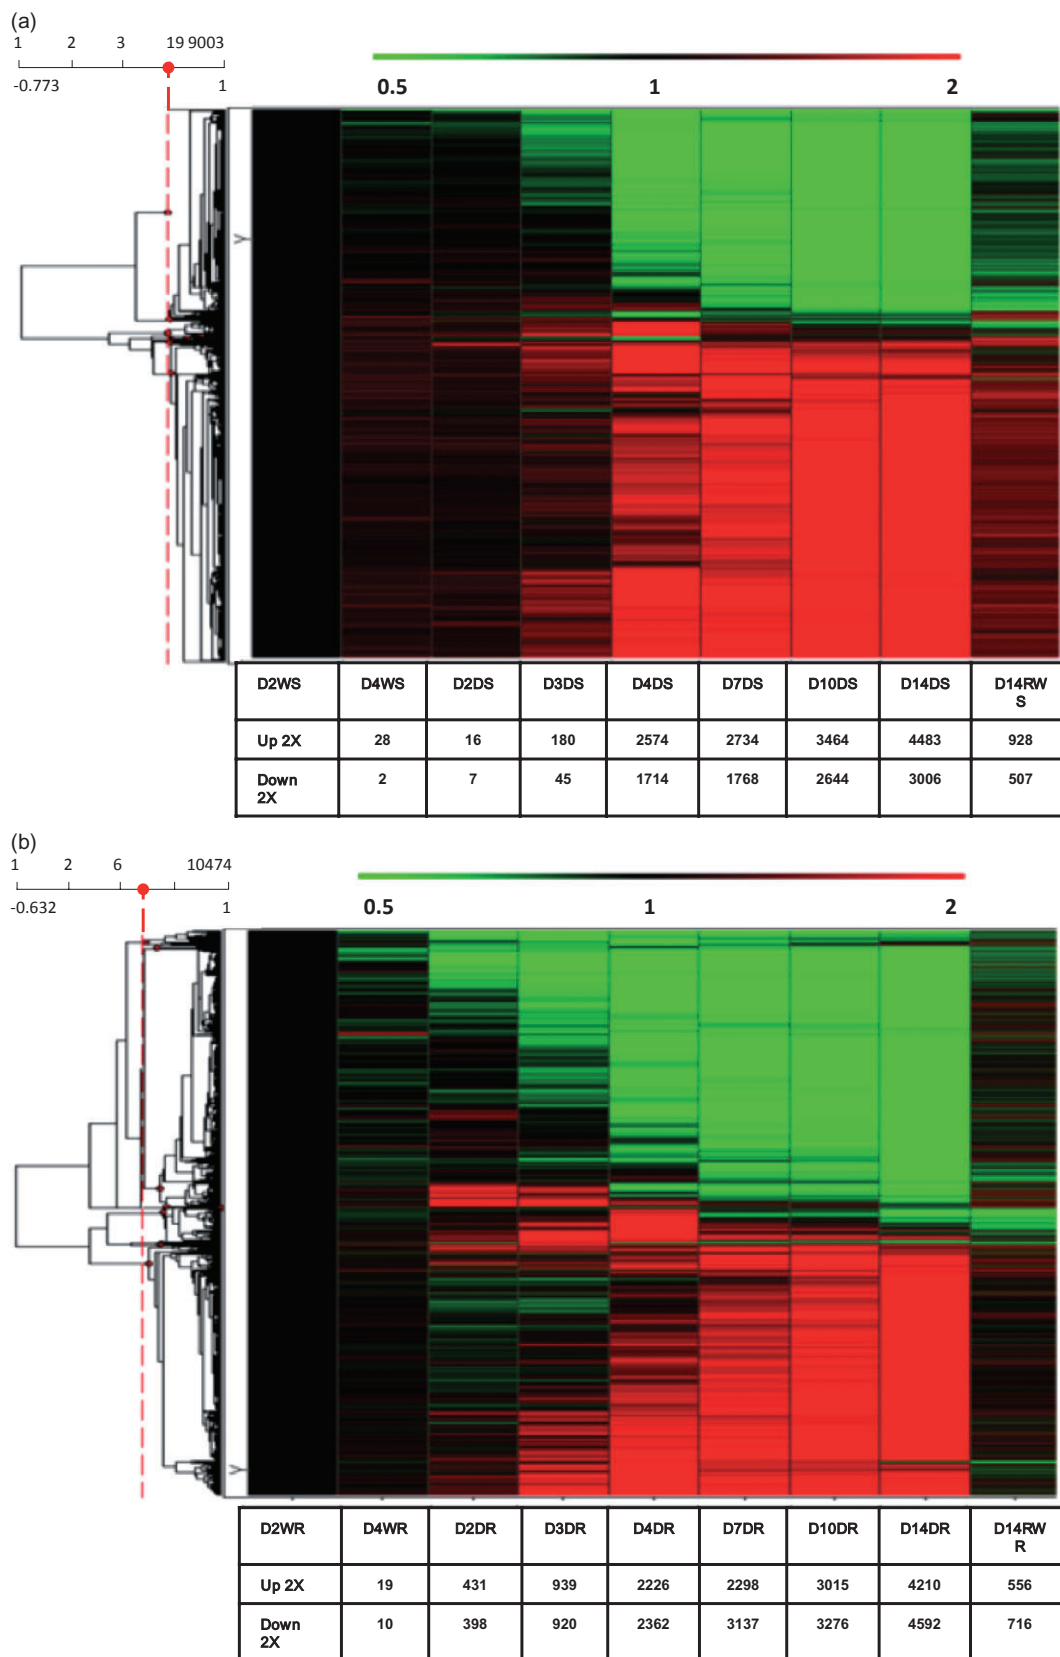 (a)
1 2 3 19 9003
-0.773 1
0.5 1 2
D2WS D4WS D2DS D3DS D4DS D7DS D10DS D14DS D14RW
S
Up 2X 28 16 180 2574 2734 3464 4483 928
Down 2 7 45 1714 1768 2644 3006 507
2X
(b)
1 2 6 10474
-0.632 1
0.5 1 2
D2WR D4WR D2DR D3DR D4DR D7DR D10DR D14DR D14RW
R
Up 2X 19 431 939 2226 2298 3015 4210 556
Down 10 398 920 2362 3137 3276 4592 716
2X